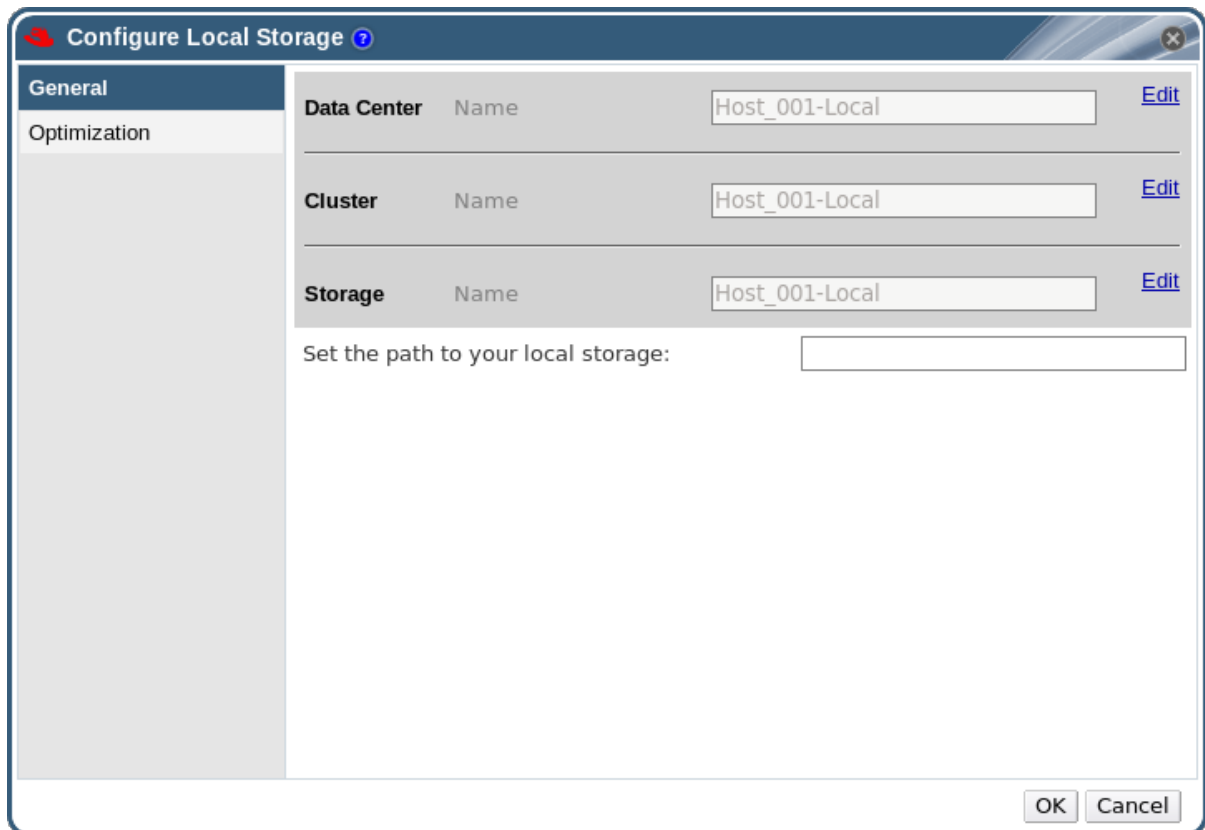 Configure Local Storage ?
General
Optimization
Data Center Name Host_001-Local Edit
Cluster Name Host_001-Local Edit
Storage Name Host_001-Local Edit
Set the path to your local storage:
OK Cancel